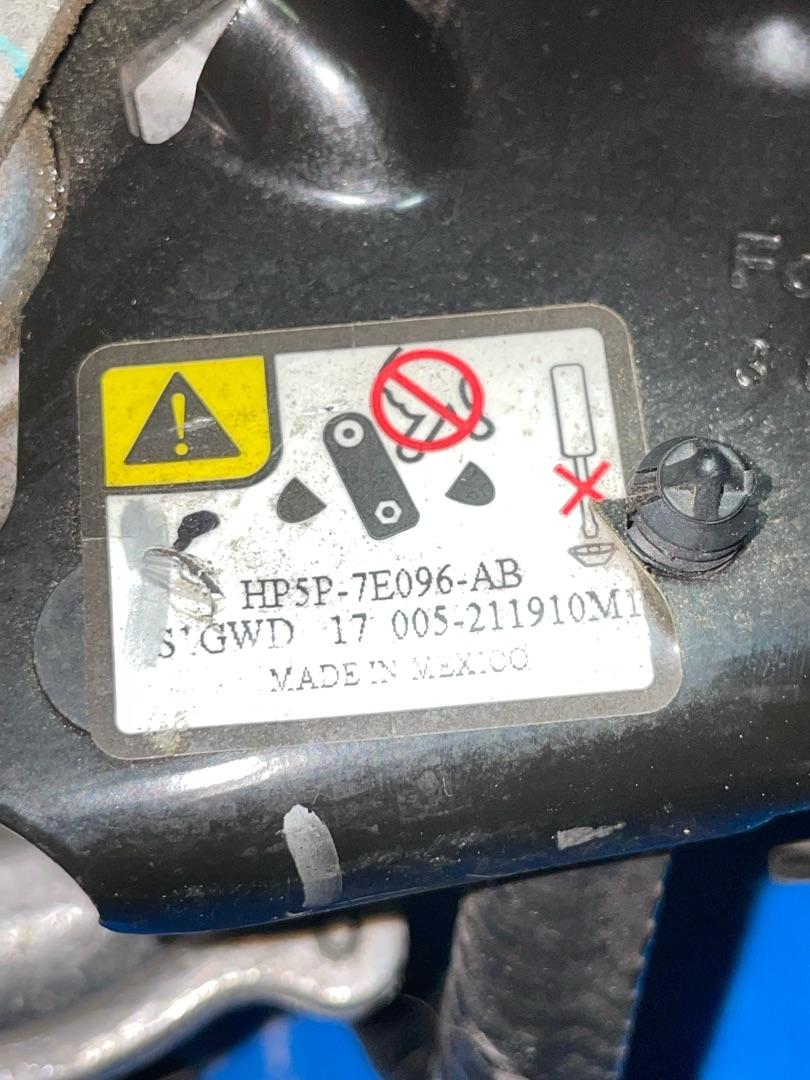 HP5P-7E096-AB
GWD 17 005-211910M1
MADE IN MEXICO